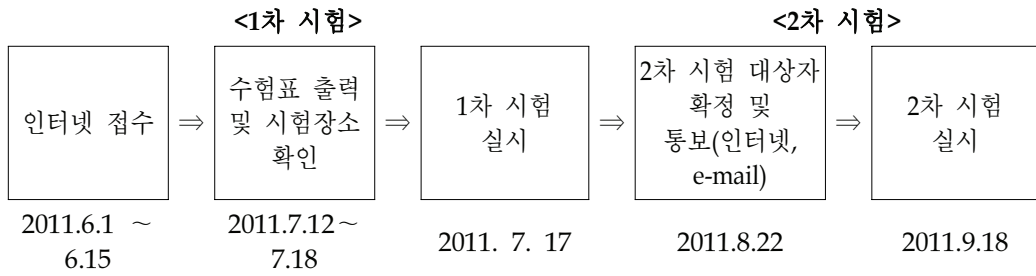 <1차 시험>
<2차 시험>
인터넷 접수
⇒
수험표 출력
및 시험장소
확인
⇒
1차 시험
실시
⇒
2차 시험 대상자
확정 및
통보(인터넷,
e-mail)
⇒
2차 시험
실시
2011.6.1 ~
6.15
2011.7.12~
7.18
2011. 7. 17
2011.8.22
2011.9.18